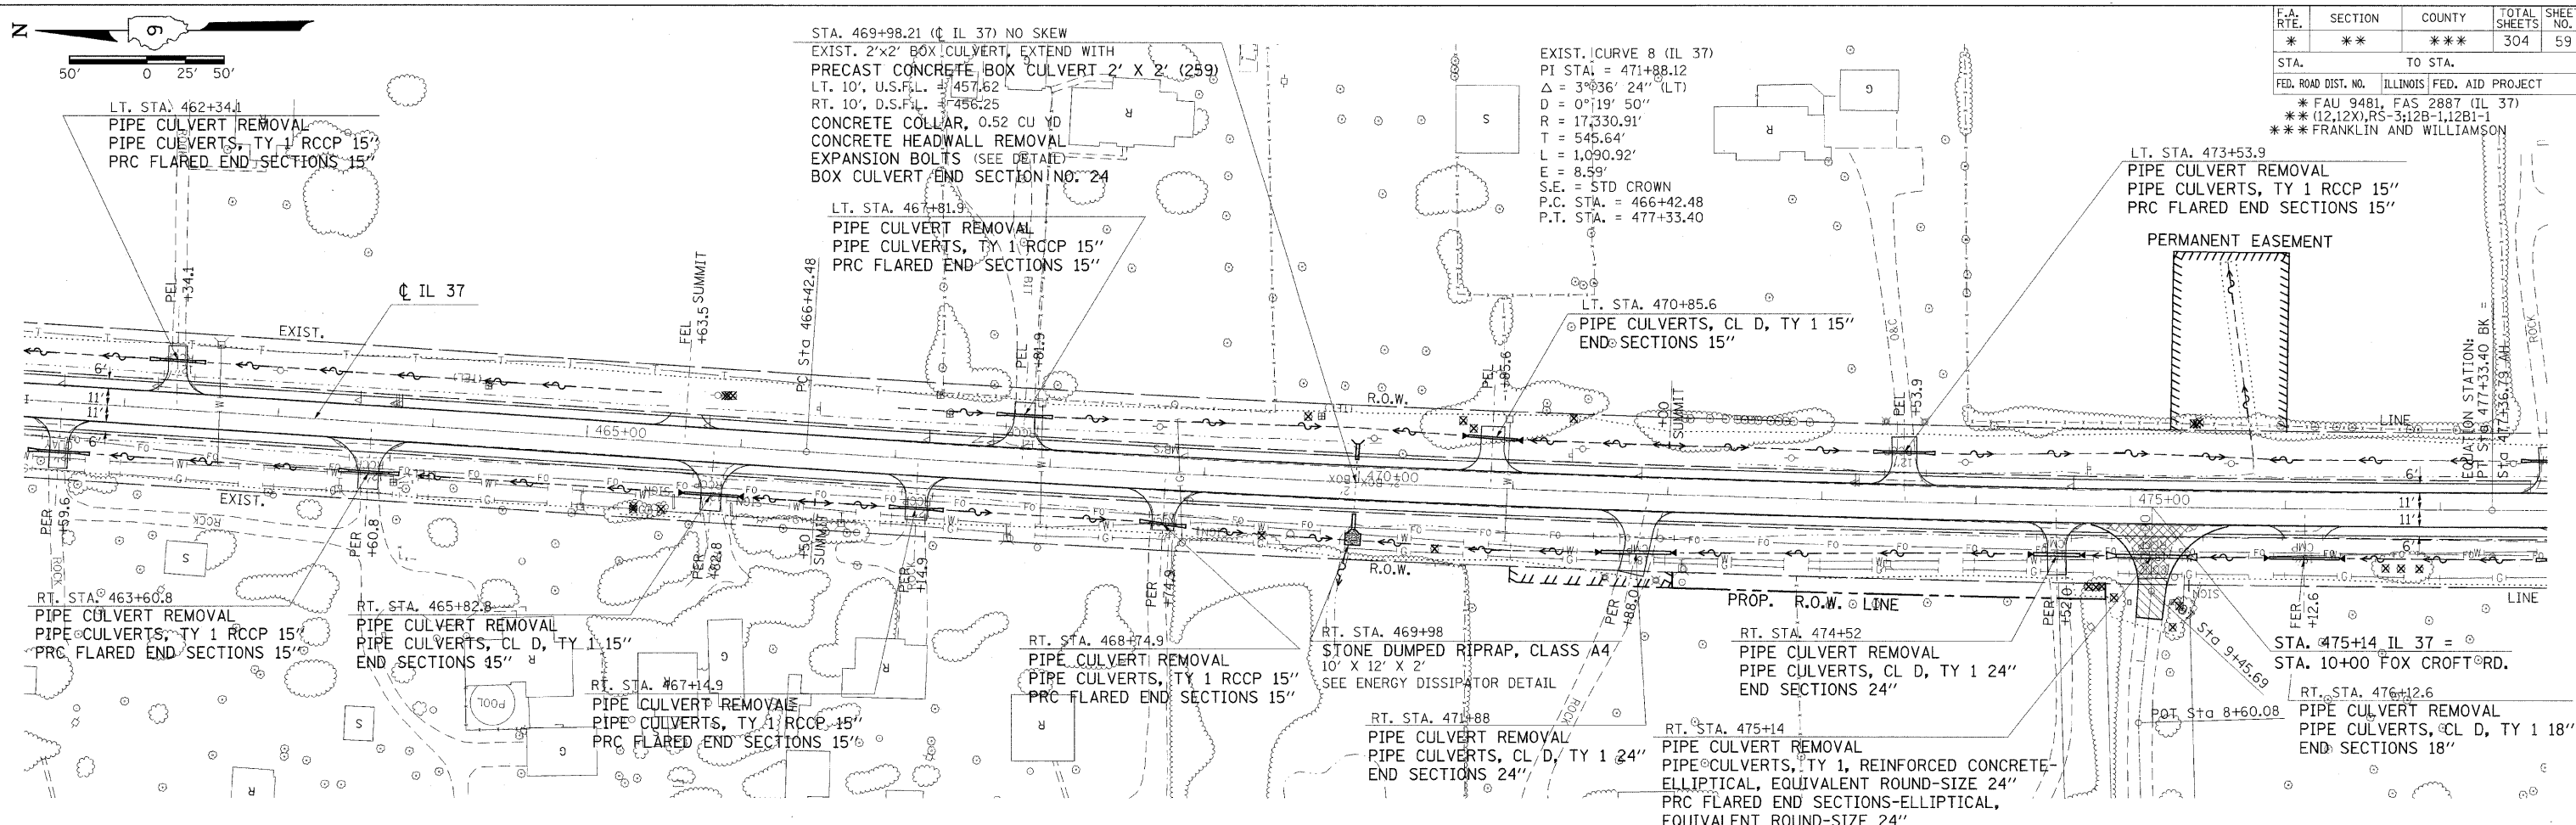 N
50' 0 25' 50'
F.A. RTE. SECTION COUNTY TOTAL SHEETS SHEET NO.
* ** *** 304 59
STA. TO STA.
FED. ROAD DIST. NO. ILLINOIS FED. AID PROJECT
* FAU 9481, FAS 2887 (IL 37)
** (12,12X),RS-3;12B-1,12B1-1
*** FRANKLIN AND WILLIAMSON
LT. STA. 462+34.1
PIPE CULVERT REMOVAL
PIPE CULVERTS, TY 1 RCCP 15"
PRC FLARED END SECTIONS 15"
STA. 469+98.21 (℄ IL 37) NO SKEW
EXIST. 2'x2' BOX CULVERT, EXTEND WITH
PRECAST CONCRETE BOX CULVERT 2' X 2' (259)
LT. 10', U.S.F.L. = 457.62
RT. 10', D.S.F.L. = 456.25
CONCRETE COLLAR, 0.52 CU YD
CONCRETE HEADWALL REMOVAL
EXPANSION BOLTS (SEE DETAIL)
BOX CULVERT END SECTION NO. 24
LT. STA. 467+81.9
PIPE CULVERT REMOVAL
PIPE CULVERTS, TY 1 RCCP 15"
PRC FLARED END SECTIONS 15"
EXIST. CURVE 8 (IL 37)
PI STA. = 471+88.12
Δ = 3° 36' 24" (LT)
D = 0° 19' 50"
R = 17,330.91'
T = 545.64'
L = 1,090.92'
E = 8.59'
S.E. = STD CROWN
P.C. STA. = 466+42.48
P.T. STA. = 477+33.40
LT. STA. 470+85.6
PIPE CULVERTS, CL D, TY 1 15"
END SECTIONS 15"
LT. STA. 473+53.9
PIPE CULVERT REMOVAL
PIPE CULVERTS, TY 1 RCCP 15"
PRC FLARED END SECTIONS 15"
PERMANENT EASEMENT
EQUATION STATION:
PT Sta 477+33.40 BK =
Sta 477+36.79 AH
ROCK
℄ IL 37
PEL +34.1
FEL +63.5 SUMMIT
PC Sta 466+42.48
PEL +81.9
BIT
PEL +85.6
+00 SUMMIT
O&C
PEL +53.9
EXIST.
R.O.W.
LINE
6'
11'
11'
6'
465+00
470+00
475+00
6'
11'
11'
6'
EXIST.
R.O.W.
PROP. R.O.W. LINE
LINE
PER +59.6
PER +60.8
PER +82.8
+50 SUMMIT
PER +14.9
PER +74.9
PER +88.0
PER +52.0
FER +12.6
ROCK
ROCK
ROCK
POOL
RT. STA. 463+60.8
PIPE CULVERT REMOVAL
PIPE CULVERTS, TY 1 RCCP 15"
PRC FLARED END SECTIONS 15"
RT. STA. 465+82.8
PIPE CULVERT REMOVAL
PIPE CULVERTS, CL D, TY 1 15"
END SECTIONS 15"
RT. STA. 467+14.9
PIPE CULVERT REMOVAL
PIPE CULVERTS, TY 1 RCCP 15"
PRC FLARED END SECTIONS 15"
RT. STA. 468+74.9
PIPE CULVERT REMOVAL
PIPE CULVERTS, TY 1 RCCP 15"
PRC FLARED END SECTIONS 15"
RT. STA. 469+98
STONE DUMPED RIPRAP, CLASS A4
10' X 12' X 2'
SEE ENERGY DISSIPATOR DETAIL
RT. STA. 471+88
PIPE CULVERT REMOVAL
PIPE CULVERTS, CL D, TY 1 24"
END SECTIONS 24"
RT. STA. 474+52
PIPE CULVERT REMOVAL
PIPE CULVERTS, CL D, TY 1 24"
END SECTIONS 24"
RT. STA. 475+14
PIPE CULVERT REMOVAL
PIPE CULVERTS, TY 1, REINFORCED CONCRETE-
ELLIPTICAL, EQUIVALENT ROUND-SIZE 24"
PRC FLARED END SECTIONS-ELLIPTICAL,
EQUIVALENT ROUND-SIZE 24"
STA. 475+14 IL 37 =
STA. 10+00 FOX CROFT RD.
Sta 9+45.69
POT Sta 8+60.08
RT. STA. 476+12.6
PIPE CULVERT REMOVAL
PIPE CULVERTS, CL D, TY 1 18"
END SECTIONS 18"